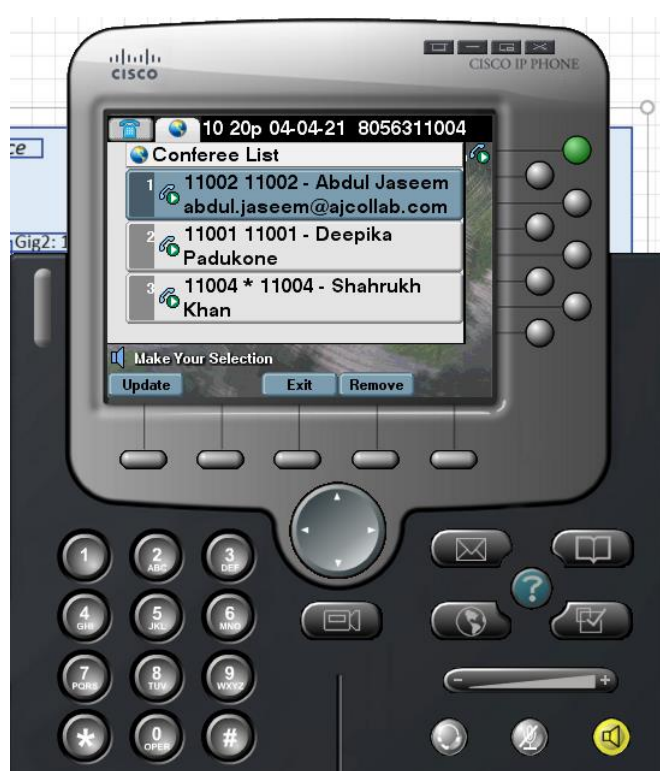 CISCO
CISCO IP PHONE
10 20p 04-04-21 8056311004
ce
Conferee List
1 11002 11002 - Abdul Jaseem
abdul.jaseem@ajcollab.com
2 11001 11001 - Deepika
Padukone
3 11004 * 11004 - Shahrukh
Khan
Gig2: 1
Make Your Selection
Update Exit Remove
1 2 ABC 3 DEF
4 GHI 5 JKL 6 MNO
7 PQRS 8 TUV 9 WXYZ
* 0 OPER #
?
- +